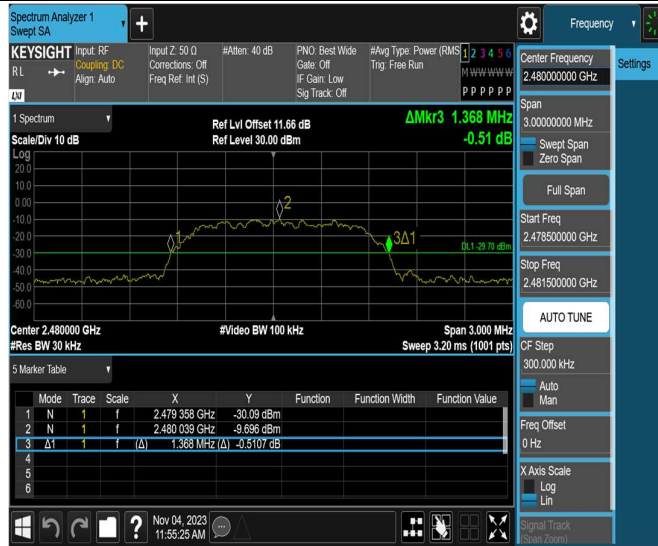 Spectrum Analyzer 1
Swept SA
Frequency
KEYSIGHT
Input: RF
Coupling: DC
Align: Auto
Input Z: 50 Ω
Corrections: Off
Freq Ref: Int (S)
#Atten: 40 dB
PNO: Best Wide
Gate: Off
IF Gain: Low
Sig Track: Off
#Avg Type: Power (RMS
Trig: Free Run
1 2 3 4 5 6
M W W W W W
P P P P P P
R L
LXI
1 Spectrum
Scale/Div 10 dB
Ref Lvl Offset 11.66 dB
Ref Level 30.00 dBm
ΔMkr3 1.368 MHz
-0.51 dB
Log
20.0
10.0
0.00
-10.0
-20.0
-30.0
-40.0
-50.0
-60.0
1
2
3Δ1
DL1 -29.70 dBm
Center 2.480000 GHz
#Res BW 30 kHz
#Video BW 100 kHz
Span 3.000 MHz
Sweep 3.20 ms (1001 pts)
5 Marker Table
Mode Trace Scale X Y Function Function Width Function Value
1 N 1 f 2.479 358 GHz -30.09 dBm
2 N 1 f 2.480 039 GHz -9.696 dBm
3 Δ1 1 f (Δ) 1.368 MHz (Δ) -0.5107 dB
4
5
6
Nov 04, 2023
11:55:25 AM
Center Frequency
2.480000000 GHz
Settings
Span
3.00000000 MHz
Swept Span
Zero Span
Full Span
Start Freq
2.478500000 GHz
Stop Freq
2.481500000 GHz
AUTO TUNE
CF Step
300.000 kHz
Auto
Man
Freq Offset
0 Hz
X Axis Scale
Log
Lin
Signal Track
(Span Zoom)